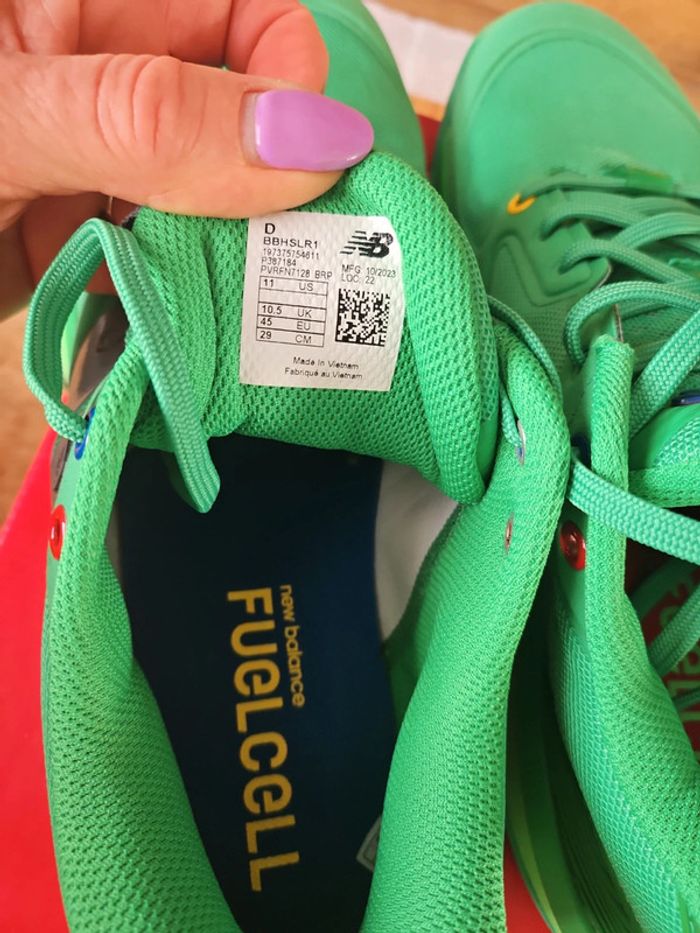 D
BBHSLR1
197375754611
P387184
PVRFN7128 BRP
NB
MFG. 10/2023
LOC. 22
11 US
10.5 UK
45 EU
29 CM
Made in Vietnam
Fabriqué au Vietnam
new balance
FUELCELL